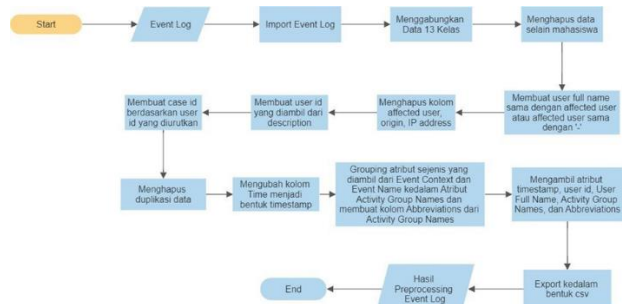 Start
Event Log
Import Event Log
Menggabungkan
Data 13 Kelas
Menghapus data
selain mahasiswa
Membuat user full name
sama dengan affected user
atau affected user sama
dengan '-'
Menghapus kolom
affected user,
origin, IP address
Membuat user id
yang diambil dari
description
Membuat case id
berdasarkan user
id yang diurutkan
Menghapus
duplikasi data
Mengubah kolom
Time menjadi
bentuk timestamp
Grouping atribut sejenis yang
diambil dari Event Context dan
Event Name kedalam Atribut
Activity Group Names dan
membuat kolom Abbreviations dari
Activity Group Names
Mengambil atribut
timestamp, user id, User
Full Name, Activity Group
Names, dan Abbreviations
Export kedalam
bentuk csv
Hasil
Preprocessing
Event Log
End